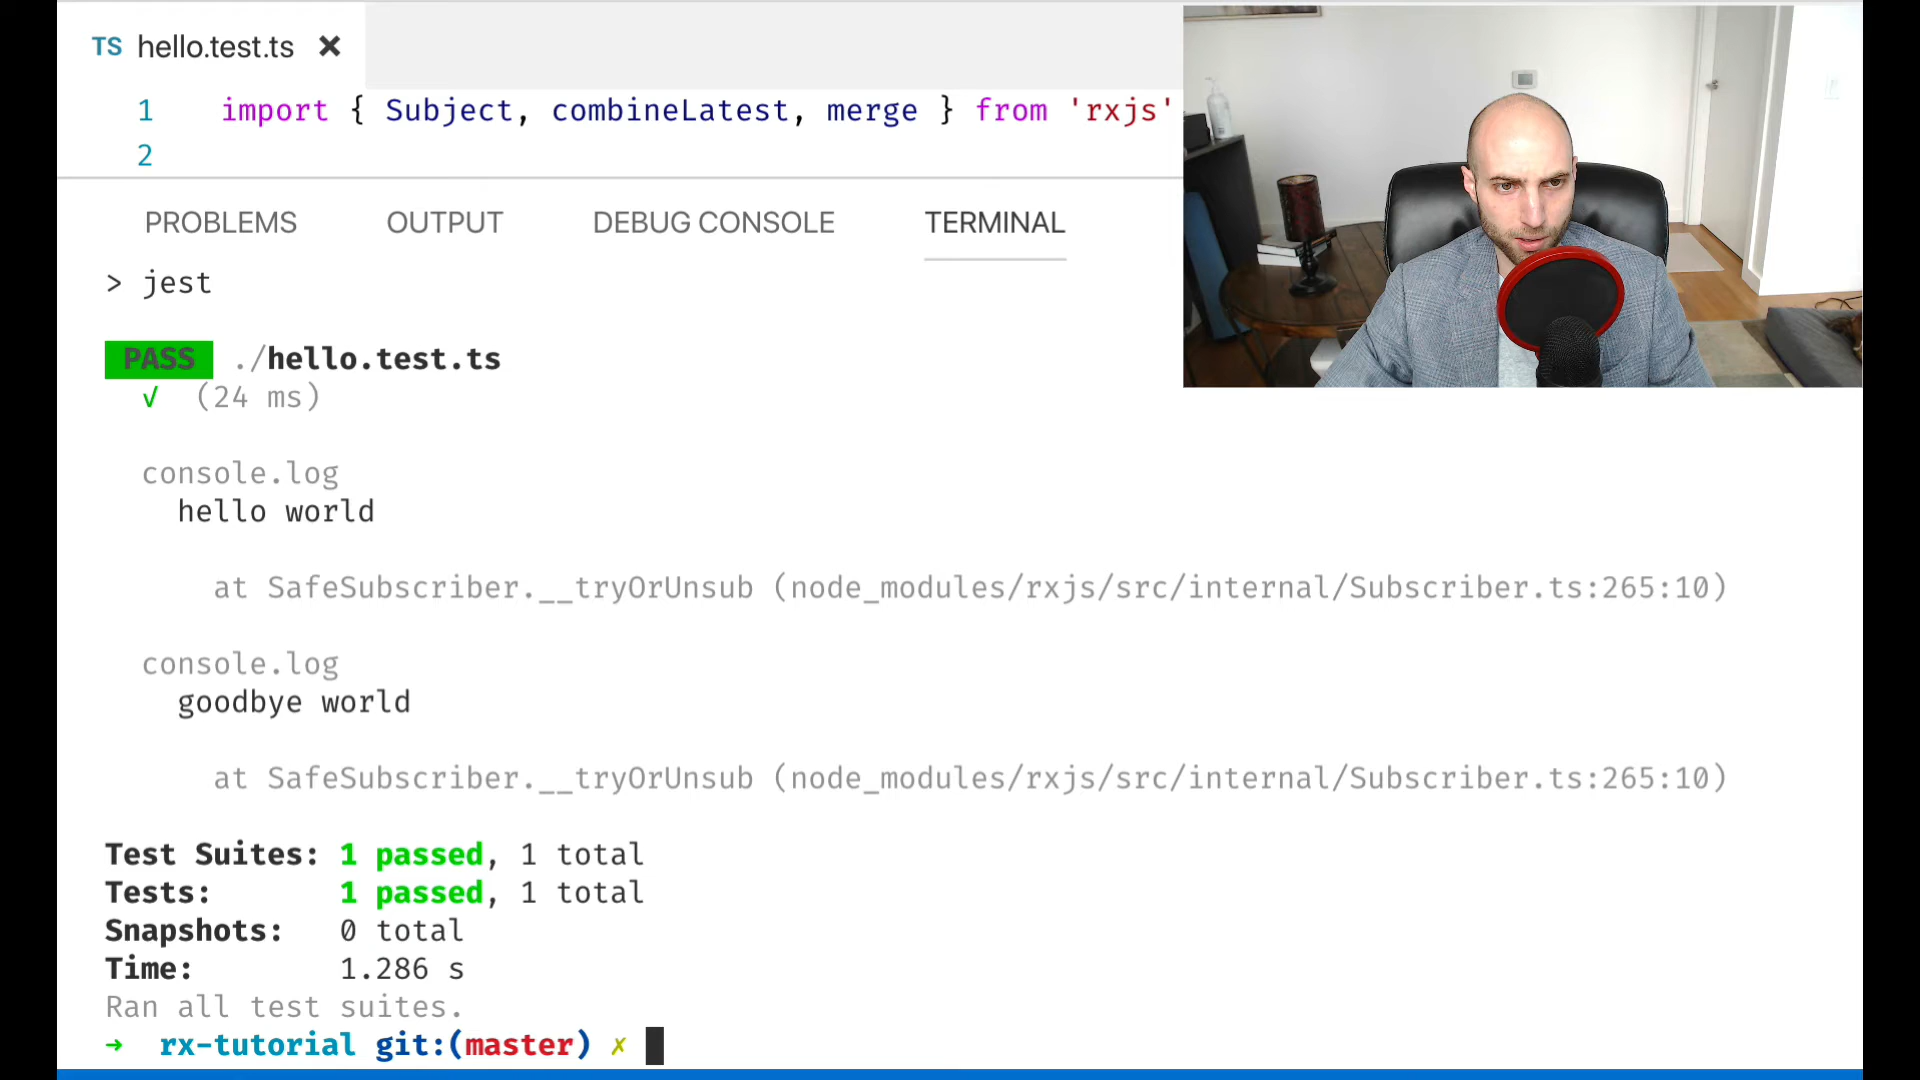 TS hello.test.ts ×
1 import { Subject, combineLatest, merge } from 'rxjs'
2
PROBLEMS OUTPUT DEBUG CONSOLE TERMINAL
> jest
PASS ./hello.test.ts
√ (24 ms)
console.log
hello world
at SafeSubscriber.__tryOrUnsub (node_modules/rxjs/src/internal/Subscriber.ts:265:10)
console.log
goodbye world
at SafeSubscriber.__tryOrUnsub (node_modules/rxjs/src/internal/Subscriber.ts:265:10)
Test Suites: 1 passed, 1 total
Tests: 1 passed, 1 total
Snapshots: 0 total
Time: 1.286 s
Ran all test suites.
→ rx-tutorial git:(master) ✗